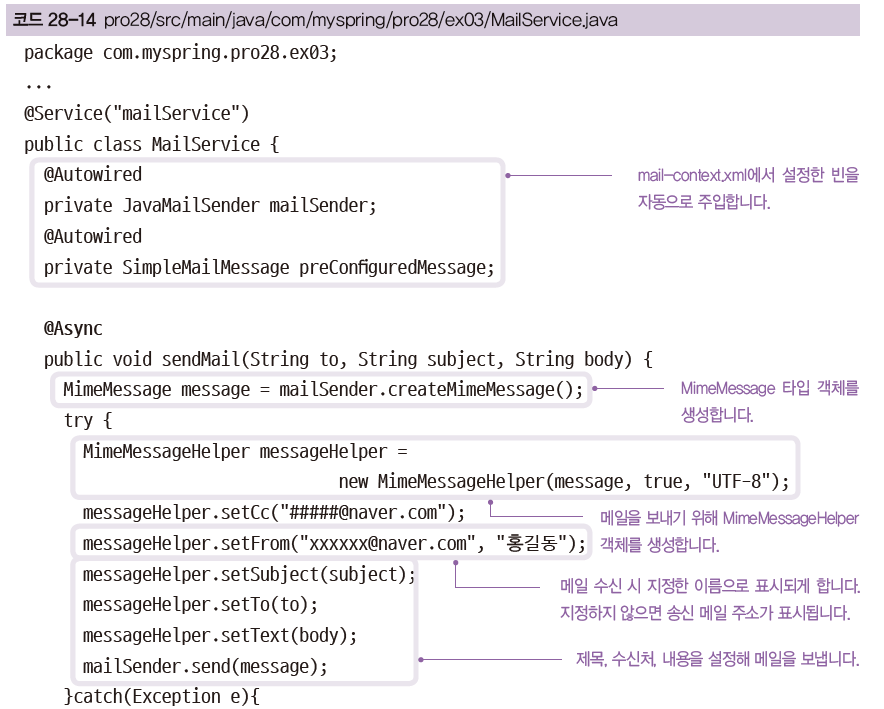 코드 28-14 pro28/src/main/java/com/myspring/pro28/ex03/MailService.java
package com.myspring.pro28.ex03;
...
@Service("mailService")
public class MailService {
@Autowired
private JavaMailSender mailSender;
@Autowired
private SimpleMailMessage preConfiguredMessage;
mail-context.xml에서 설정한 빈을
자동으로 주입합니다.
@Async
public void sendMail(String to, String subject, String body) {
MimeMessage message = mailSender.createMimeMessage();
MimeMessage 타입 객체를
생성합니다.
try {
MimeMessageHelper messageHelper =
new MimeMessageHelper(message, true, "UTF-8");
메일을 보내기 위해 MimeMessageHelper
객체를 생성합니다.
messageHelper.setCc("#####@naver.com");
messageHelper.setFrom("xxxxxx@naver.com", "홍길동");
메일 수신 시 지정한 이름으로 표시되게 합니다.
지정하지 않으면 송신 메일 주소가 표시됩니다.
messageHelper.setSubject(subject);
messageHelper.setTo(to);
messageHelper.setText(body);
mailSender.send(message);
제목, 수신처, 내용을 설정해 메일을 보냅니다.
}catch(Exception e){